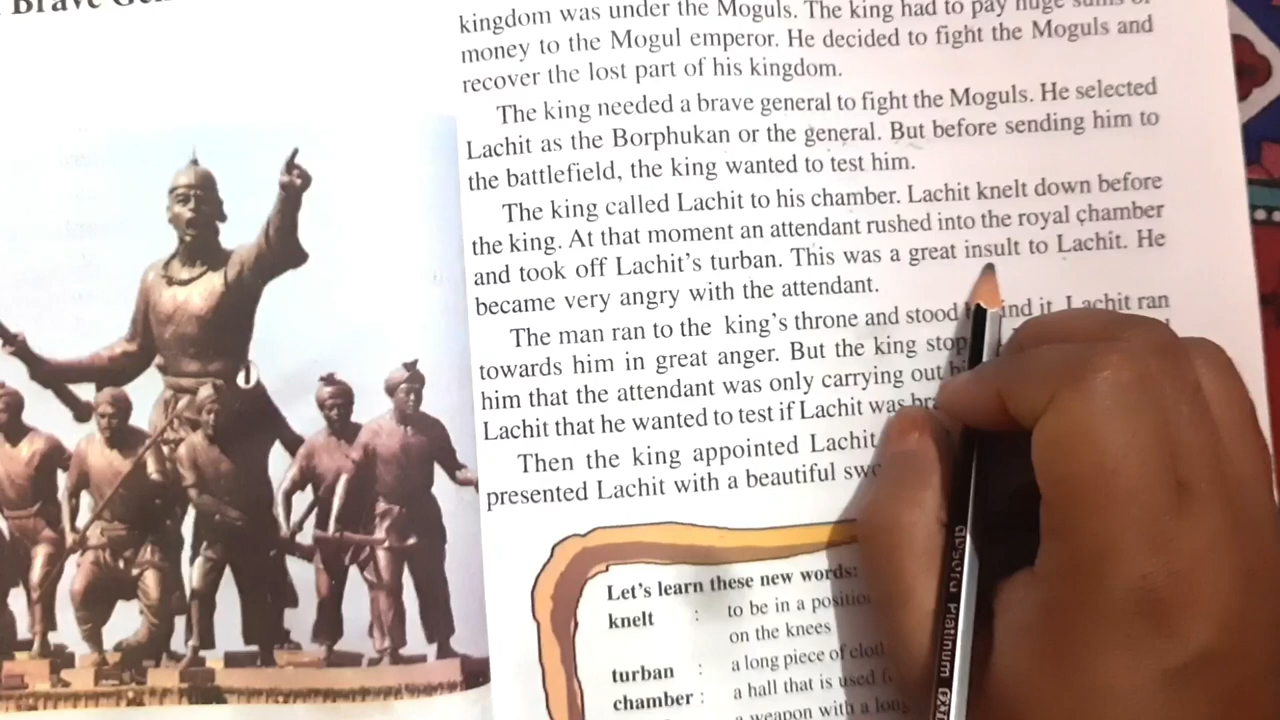 Brave
kingdom was under the Moguls. The king had to pay huge sums of
money to the Mogul emperor. He decided to fight the Moguls and
recover the lost part of his kingdom.
The king needed a brave general to fight the Moguls. He selected
Lachit as the Borphukan or the general. But before sending him to
the battlefield, the king wanted to test him.
The king called Lachit to his chamber. Lachit knelt down before
the king. At that moment an attendant rushed into the royal chamber
and took off Lachit's turban. This was a great insult to Lachit. He
became very angry with the attendant.
The man ran to the king's throne and stood it. Lachit ran
towards him in great anger. But the king
him that the attendant was only carrying out
Lachit that he wanted to test if Lachit was
Then the king appointed Lachit
presented Lachit with a beautiful
Let's learn these new words:
knelt : to be in a
on the knees
turban : a long piece of
chamber : a hall that is used
a weapon with a long
absara Platinum